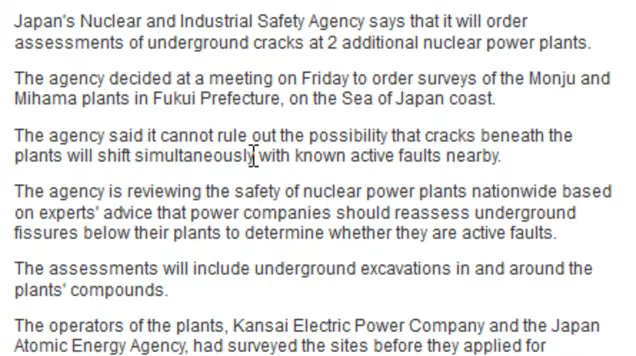 Japan's Nuclear and Industrial Safety Agency says that it will order
assessments of underground cracks at 2 additional nuclear power plants.
The agency decided at a meeting on Friday to order surveys of the Monju and
Mihama plants in Fukui Prefecture, on the Sea of Japan coast.
The agency said it cannot rule out the possibility that cracks beneath the
plants will shift simultaneously with known active faults nearby.
The agency is reviewing the safety of nuclear power plants nationwide based
on experts' advice that power companies should reassess underground
fissures below their plants to determine whether they are active faults.
The assessments will include underground excavations in and around the
plants' compounds.
The operators of the plants, Kansai Electric Power Company and the Japan
Atomic Energy Agency, had surveyed the sites before they applied for